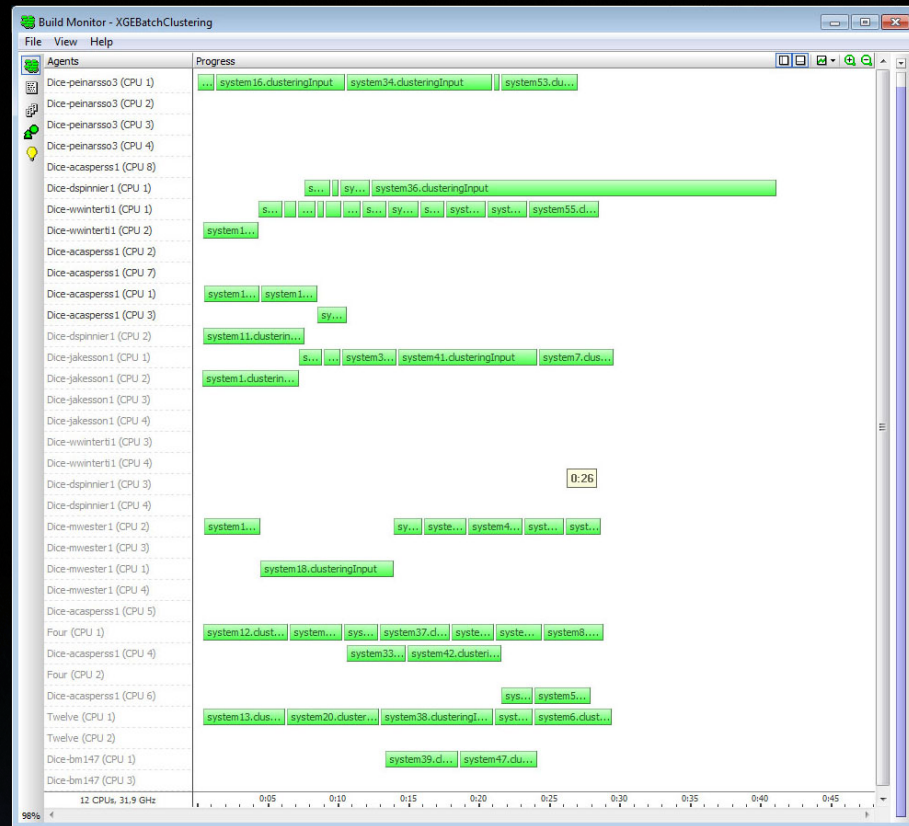 Build Monitor - XGEBatchClustering
File View Help
Agents Progress
Dice-peinarsso3 (CPU 1) ... system16.clusteringInput system34.clusteringInput system53.clu...
Dice-peinarsso3 (CPU 2)
Dice-peinarsso3 (CPU 3)
Dice-peinarsso3 (CPU 4)
Dice-acasperss1 (CPU 8)
Dice-dspinnier1 (CPU 1) s... sy... system36.clusteringInput
Dice-wwinterti1 (CPU 1) s... ... ... s... sy... s... syst... syst... system55.cl...
Dice-wwinterti1 (CPU 2) system1...
Dice-acasperss1 (CPU 2)
Dice-acasperss1 (CPU 7)
Dice-acasperss1 (CPU 1) system1... system1...
Dice-acasperss1 (CPU 3) sy...
Dice-dspinnier1 (CPU 2) system11.clusterin...
Dice-jakesson1 (CPU 1) s... ... system3... system41.clusteringInput system7.clus...
Dice-jakesson1 (CPU 2) system1.clusterin...
Dice-jakesson1 (CPU 3)
Dice-jakesson1 (CPU 4)
Dice-wwinterti1 (CPU 3)
Dice-wwinterti1 (CPU 4)
Dice-dspinnier1 (CPU 3) 0:26
Dice-dspinnier1 (CPU 4)
Dice-mwester1 (CPU 2) system1... sy... syste... system4... syst... syst...
Dice-mwester1 (CPU 3)
Dice-mwester1 (CPU 1) system18.clusteringInput
Dice-mwester1 (CPU 4)
Dice-acasperss1 (CPU 5)
Four (CPU 1) system12.clust... system... sys... system37.cl... syste... syste... system8....
Dice-acasperss1 (CPU 4) system33... system42.clusteri...
Four (CPU 2)
Dice-acasperss1 (CPU 6) sys... system5...
Twelve (CPU 1) system13.clus... system20.cluster... system38.clusteringI... syst... system6.clust...
Twelve (CPU 2)
Dice-bm147 (CPU 1) system39.cl... system47.clu...
Dice-bm147 (CPU 3)
12 CPUs, 31,9 GHz 0:05 0:10 0:15 0:20 0:25 0:30 0:35 0:40 0:45
98%